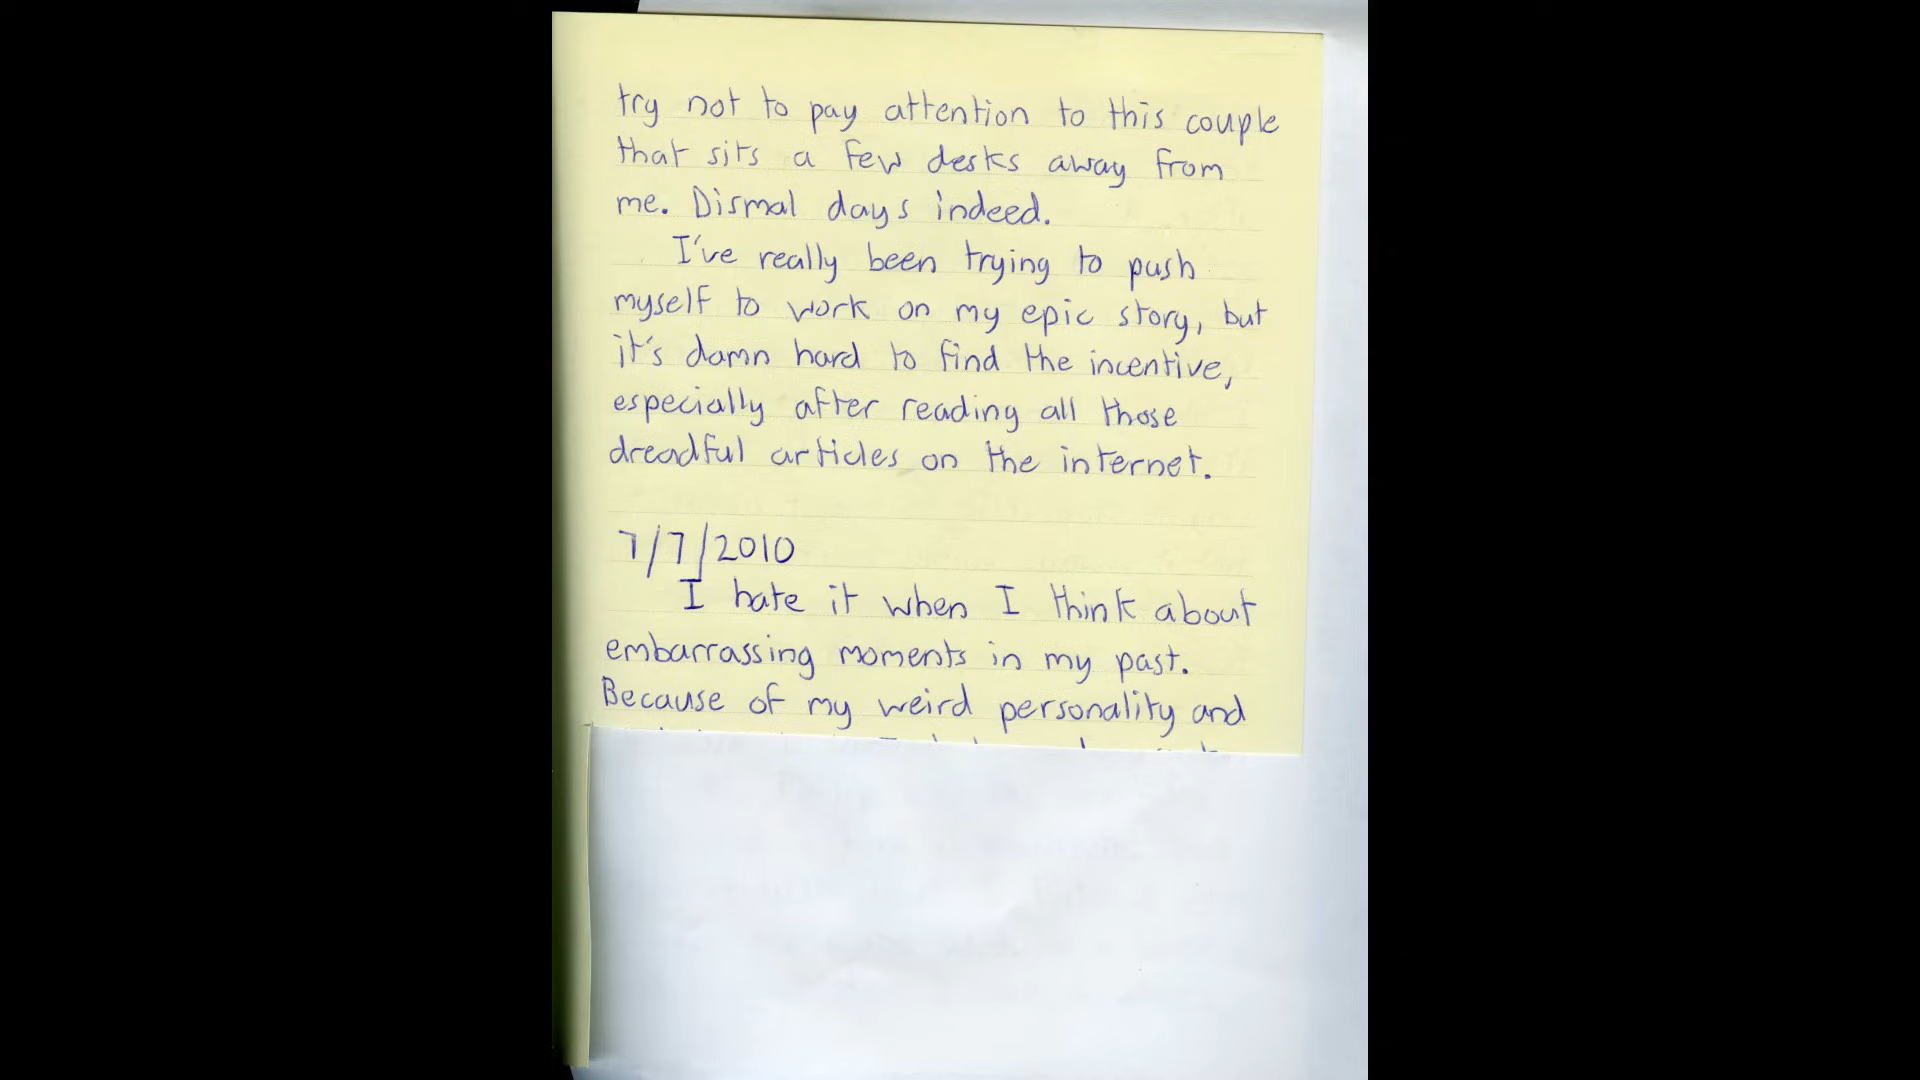 try not to pay attention to this couple
that sits a few desks away from
me. Dismal days indeed.
I've really been trying to push
myself to work on my epic story, but
it's damn hard to find the incentive,
especially after reading all those
dreadful articles on the internet.
7/7/2010
I hate it when I think about
embarrassing moments in my past.
Because of my weird personality and